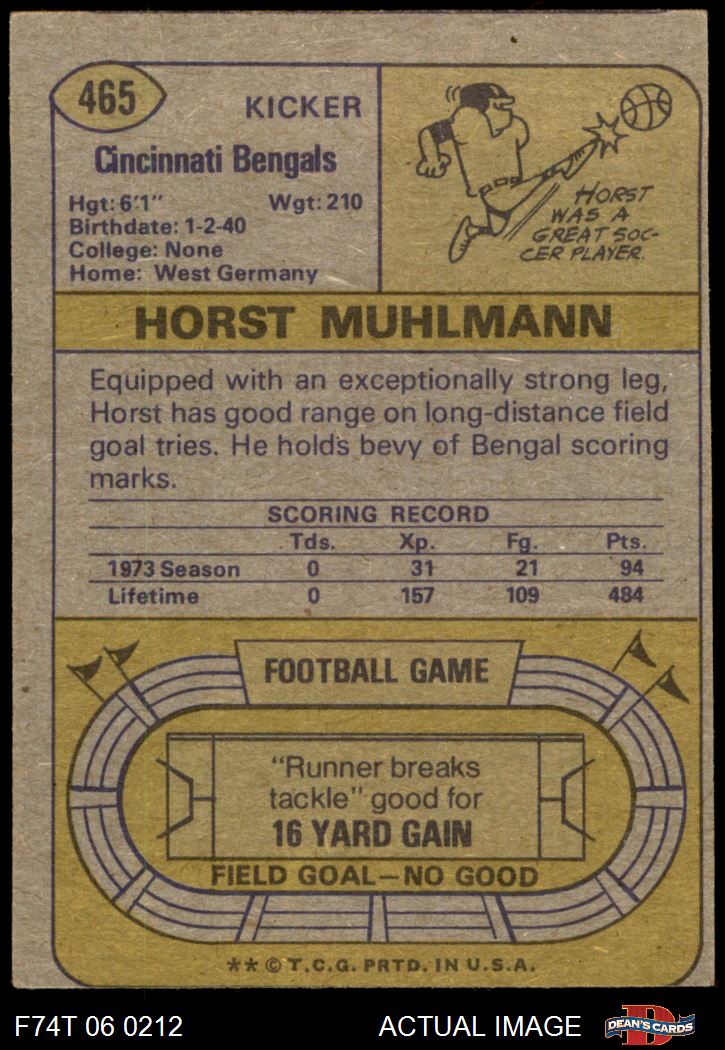 465
KICKER
Cincinnati Bengals
Hgt: 6'1" Wgt: 210
Birthdate: 1-2-40
College: None
Home: West Germany
HORST
WAS A
GREAT SOC-
CER PLAYER.
HORST MUHLMANN
Equipped with an exceptionally strong leg,
Horst has good range on long-distance field
goal tries. He holds bevy of Bengal scoring
marks.
SCORING RECORD
Tds. Xp. Fg. Pts.
1973 Season 0 31 21 94
Lifetime 0 157 109 484
FOOTBALL GAME
"Runner breaks
tackle" good for
16 YARD GAIN
FIELD GOAL—NO GOOD
** © T.C.G. PRTD. IN U.S.A.
F74T 06 0212 ACTUAL IMAGE
D
DEAN'S CARDS